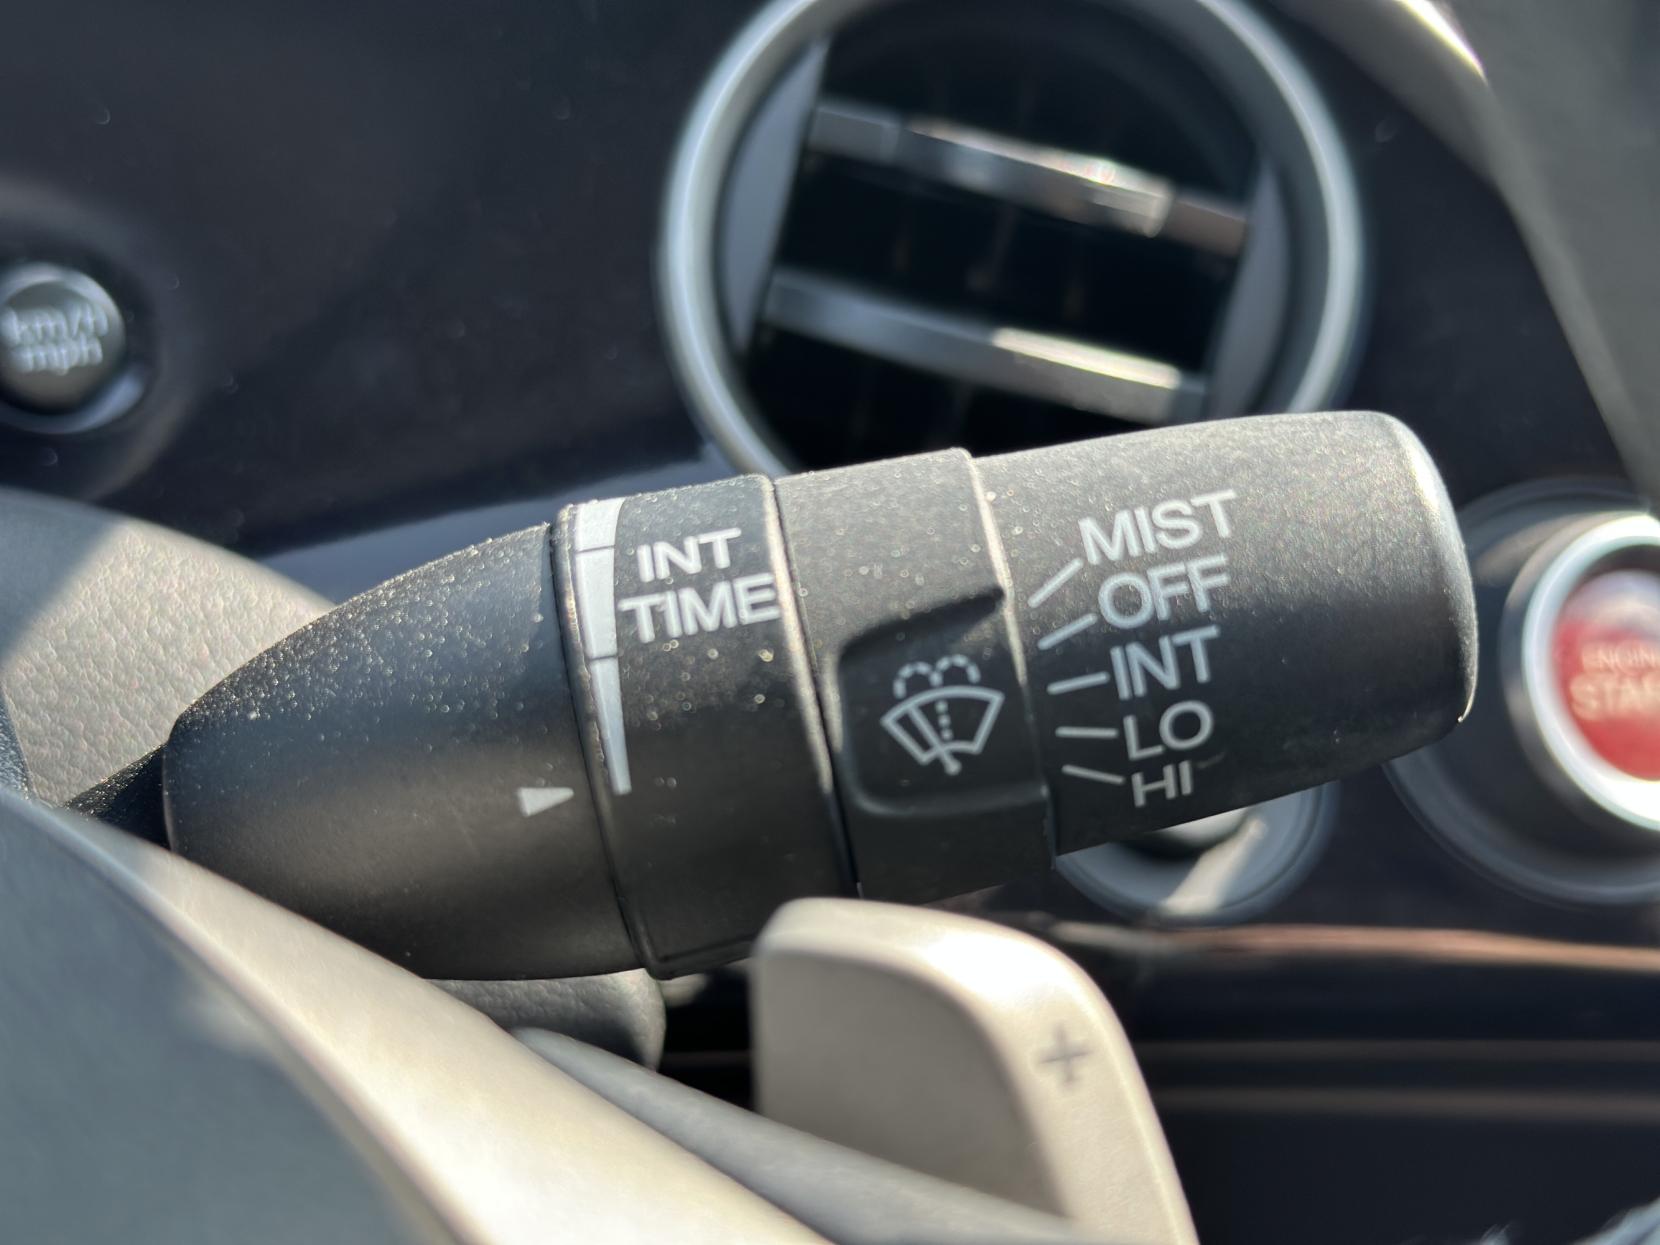 km/h
mph
INT
TIME
MIST
OFF
INT
LO
HI
+